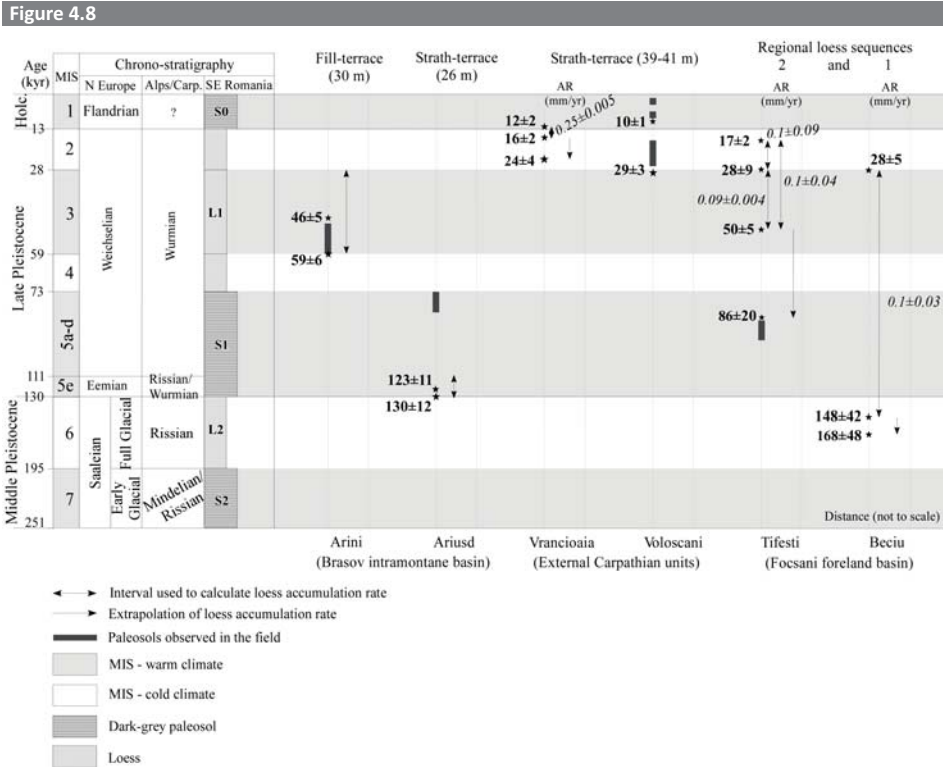 Figure 4.8
Age (kyr)
MIS
Chrono-stratigraphy
N Europe
Alps/Carp.
SE Romania
Fill-terrace (30 m)
Strath-terrace (26 m)
Strath-terrace (39-41 m)
Regional loess sequences
2 and 1
AR (mm/yr)
AR (mm/yr)
AR (mm/yr)
Holc.
Late Pleistocene
Middle Pleistocene
13
28
59
73
111
130
195
251
1
2
3
4
5a-d
5e
6
7
Flandrian
Weichselian
Eemian
Saalcian
Full Glacial
Early Glacial
?
Wurmian
Rissian/ Wurmian
Rissian
Mindelian/ Rissian
S0
L1
S1
L2
S2
46±5
59±6
123±11
130±12
12±2
16±2
24±4
0.25±0.005
10±1
29±3
17±2
28±9
50±5
86±20
0.1±0.09
0.1±0.04
0.09±0.004
28±5
0.1±0.03
148±42
168±48
Distance (not to scale)
Arini
Ariusd
Vrancioaia
Voloscani
Tifesti
Beciu
(Brasov intramontane basin)
(External Carpathian units)
(Focsani foreland basin)
Interval used to calculate loess accumulation rate
Extrapolation of loess accumulation rate
Paleosols observed in the field
MIS - warm climate
MIS - cold climate
Dark-grey paleosol
Loess